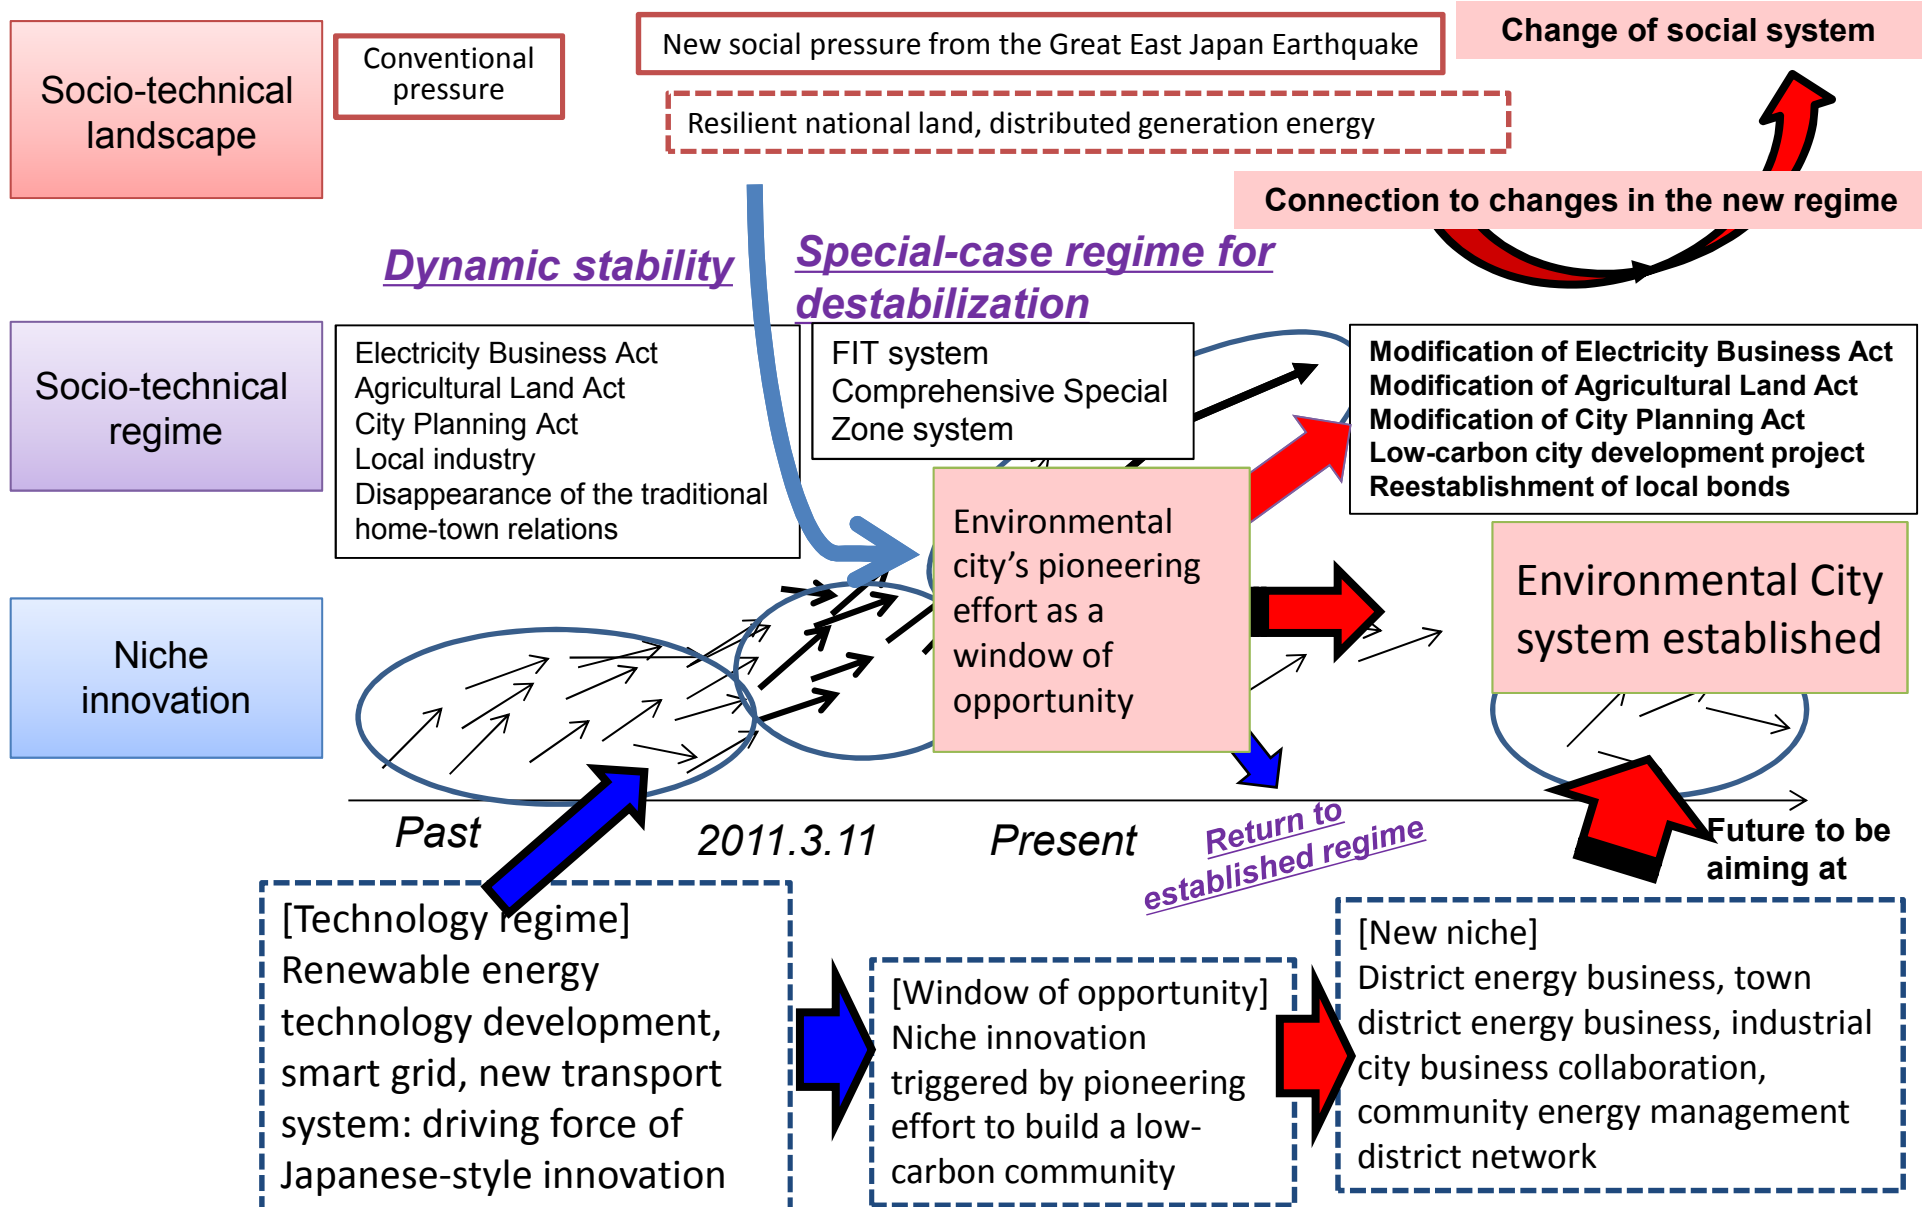 Socio-technical
landscape
Conventional
pressure
New social pressure from the Great East Japan Earthquake
Resilient national land, distributed generation energy
Change of social system
Connection to changes in the new regime
Dynamic stability
Special-case regime for
destabilization
Socio-technical
regime
Electricity Business Act
Agricultural Land Act
City Planning Act
Local industry
Disappearance of the traditional
home-town relations
FIT system
Comprehensive Special
Zone system
Modification of Electricity Business Act
Modification of Agricultural Land Act
Modification of City Planning Act
Low-carbon city development project
Reestablishment of local bonds
Environmental
city’s pioneering
effort as a
window of
opportunity
Environmental City
system established
Niche
innovation
Past
2011.3.11
Present
Return to
established regime
Future to be
aiming at
[Technology regime]
Renewable energy
technology development,
smart grid, new transport
system: driving force of
Japanese-style innovation
[Window of opportunity]
Niche innovation
triggered by pioneering
effort to build a low-
carbon community
[New niche]
District energy business, town
district energy business, industrial
city business collaboration,
community energy management
district network